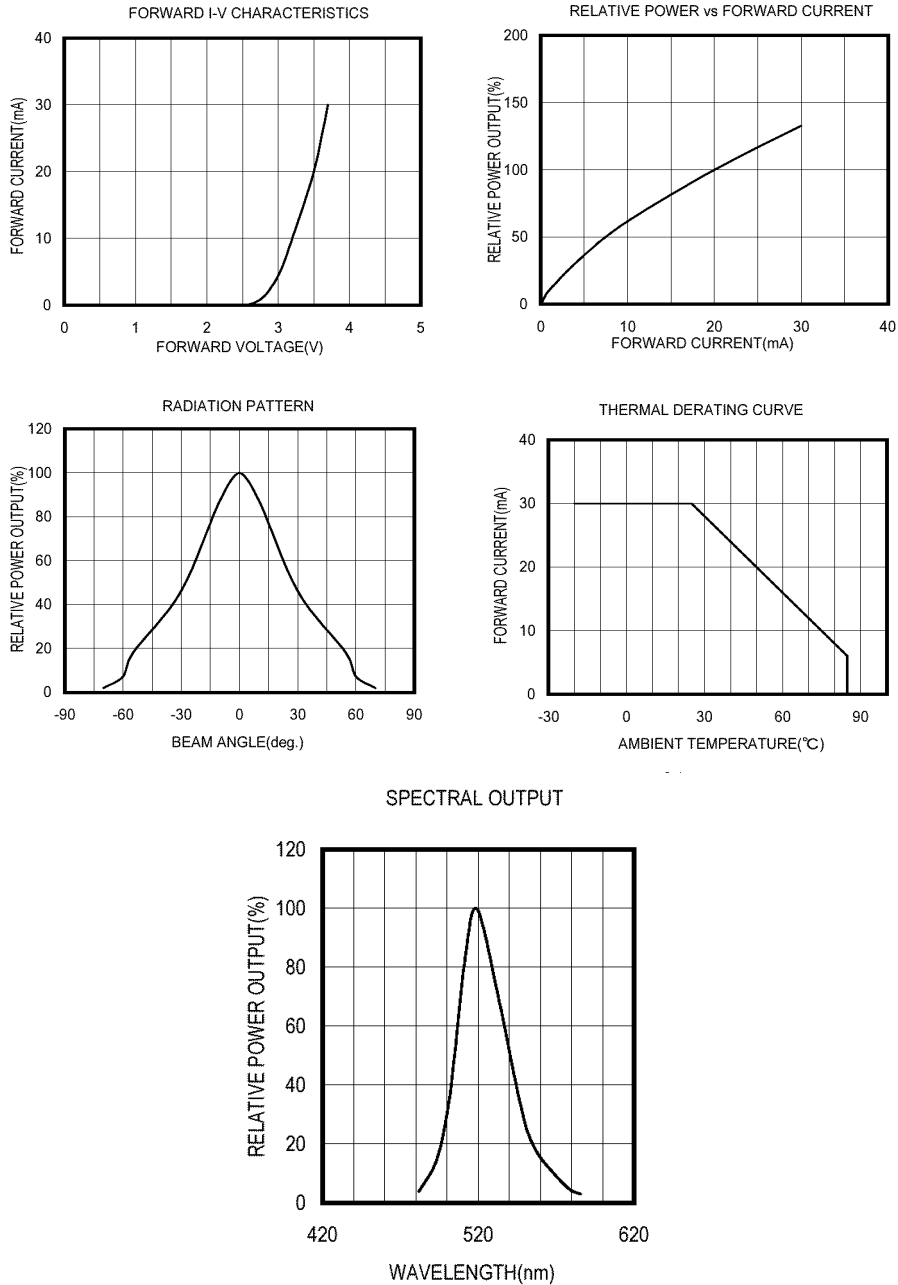 FORWARD I-V CHARACTERISTICS
40
30
20
10
0
0 1 2 3 4 5
FORWARD CURRENT(mA)
FORWARD VOLTAGE(V)
RELATIVE POWER vs FORWARD CURRENT
200
150
100
50
0
0 10 20 30 40
RELATIVE POWER OUTPUT(%)
FORWARD CURRENT(mA)
RADIATION PATTERN
120
100
80
60
40
20
0
-90 -60 -30 0 30 60 90
RELATIVE POWER OUTPUT(%)
BEAM ANGLE(deg.)
THERMAL DERATING CURVE
40
30
20
10
0
-30 0 30 60 90
FORWARD CURRENT(mA)
AMBIENT TEMPERATURE(℃)
SPECTRAL OUTPUT
120
100
80
60
40
20
0
420 520 620
RELATIVE POWER OUTPUT(%)
WAVELENGTH(nm)